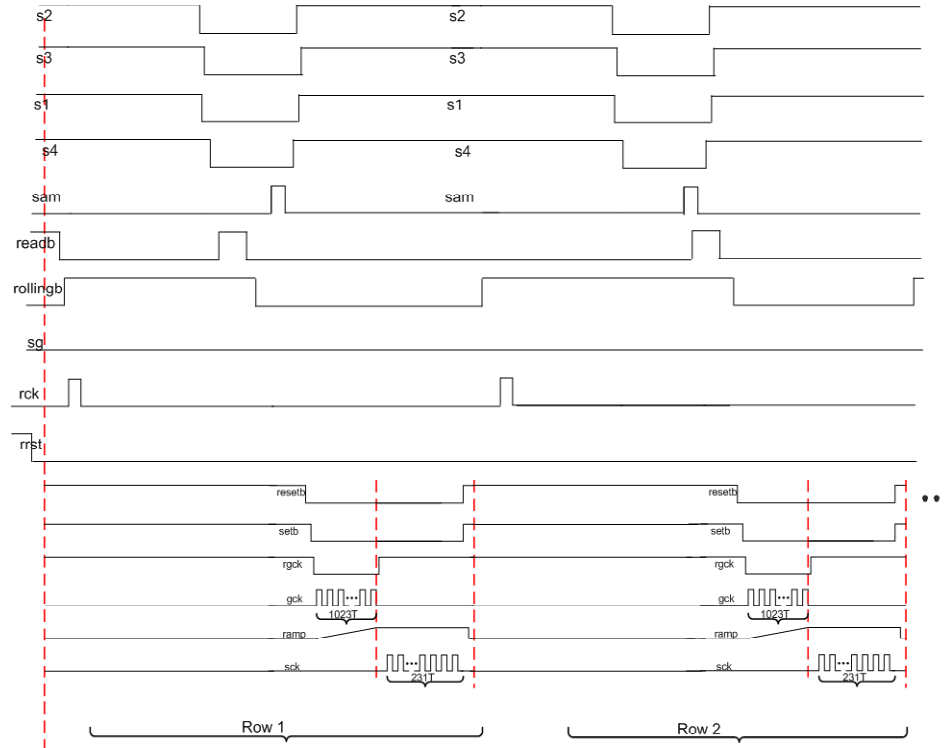 s2 s2
s3 s3
s1 s1
s4 s4
sam sam
readb
rollingb
sg
rck
rrst
resetb resetb
setb setb
rgck rgck
gck gck
1023T 1023T
ramp ramp
sck sck
231T 231T
Row 1 Row 2